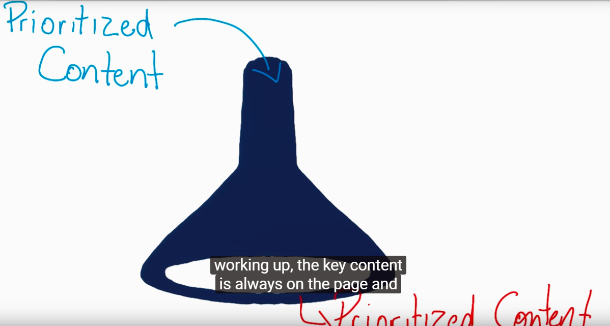 Prioritized
Content
working up, the key content
is always on the page and
Prioritized Content